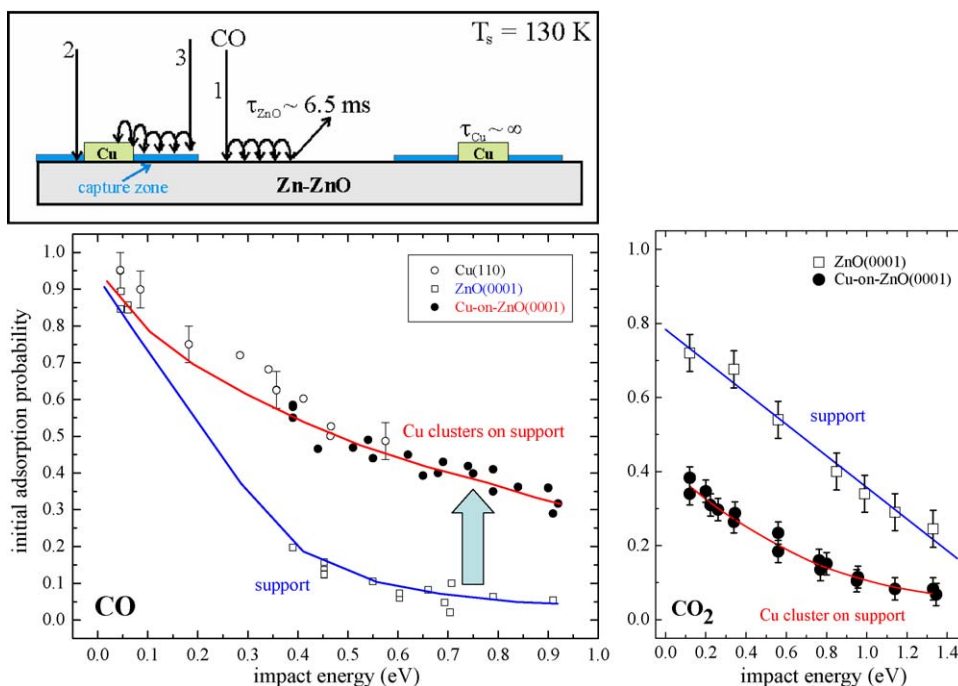 CO
T_s = 130 K
2
3
1
τ_ZnO ~ 6.5 ms
τ_Cu ~ ∞
Cu
Cu
capture zone
Zn-ZnO
initial adsorption probability
1.0
0.9
0.8
0.7
0.6
0.5
0.4
0.3
0.2
0.1
0.0
Cu(110)
ZnO(0001)
Cu-on-ZnO(0001)
Cu clusters on support
support
CO
0.0 0.1 0.2 0.3 0.4 0.5 0.6 0.7 0.8 0.9 1.0
impact energy (eV)
0.8
0.6
0.4
0.2
0.0
ZnO(0001)
Cu-on-ZnO(0001)
support
CO₂
Cu cluster on support
0.0 0.2 0.4 0.6 0.8 1.0 1.2 1.4
impact energy (eV)